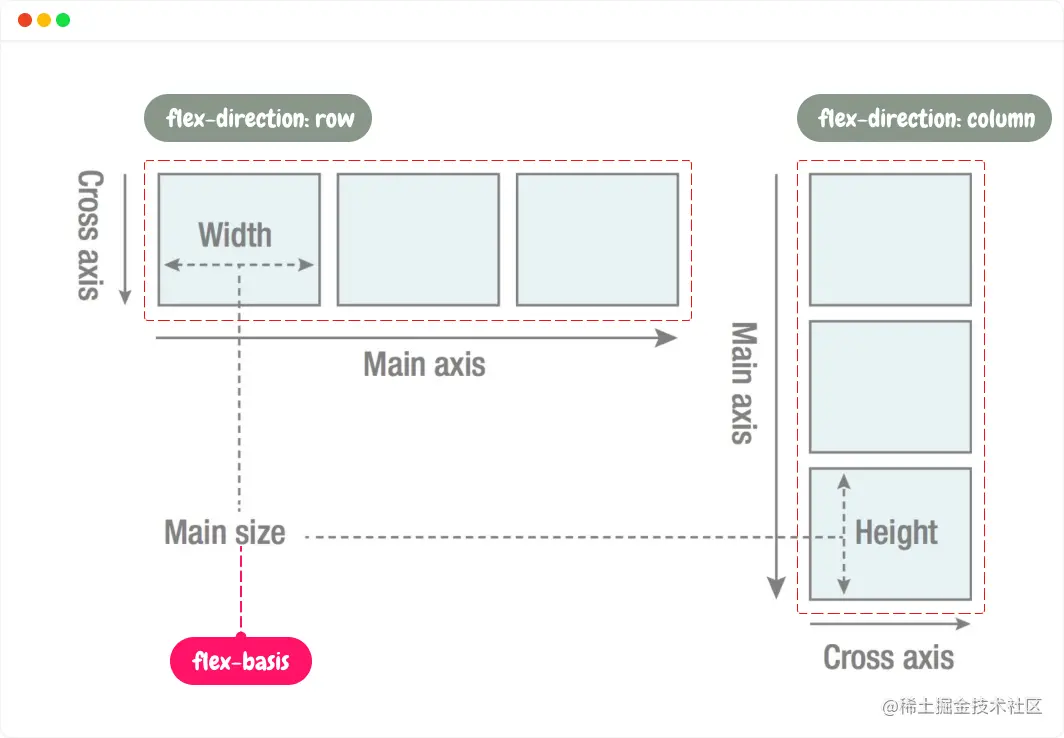 flex-direction: row
flex-direction: column
Cross axis
Width
Main axis
Main axis
Main size
Height
flex-basis
Cross axis
@稀土掘金技术社区